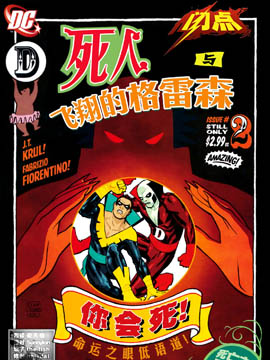 DC
D
死人
闪点
与
飞翔的格雷森
J.T.
KRUL!
FABRIZIO
FIORENTINO!
ISSUE #
2
STILL
ONLY
$2.99
AMAZING!
你会死!
命运之眼低语道!